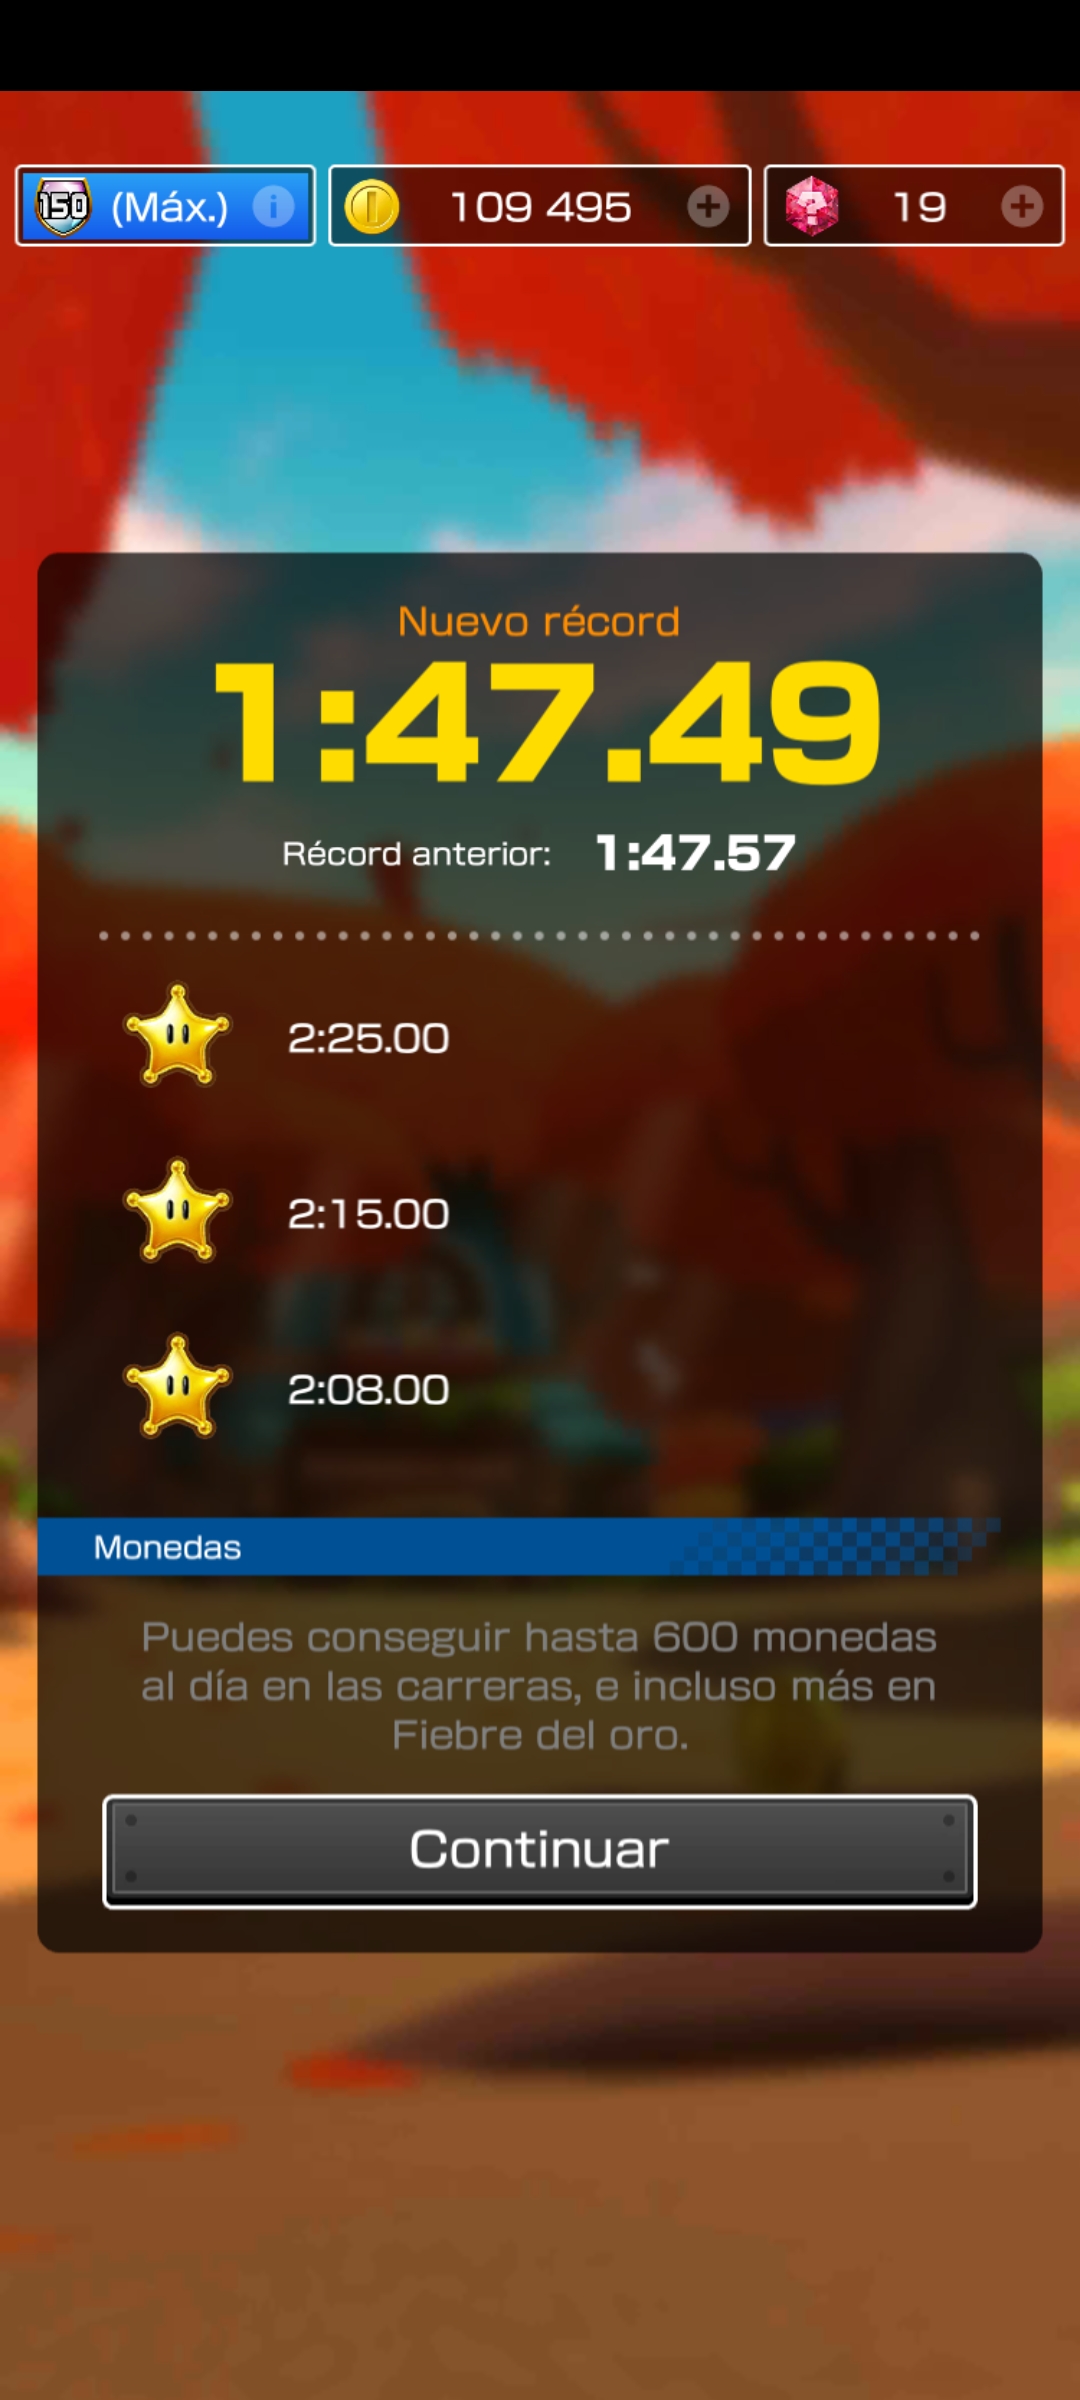 150 (Máx.) i 109 495 + ? 19 +
Nuevo récord
1:47.49
Récord anterior: 1:47.57
2:25.00
2:15.00
2:08.00
Monedas
Puedes conseguir hasta 600 monedas
al día en las carreras, e incluso más en
Fiebre del oro.
Continuar